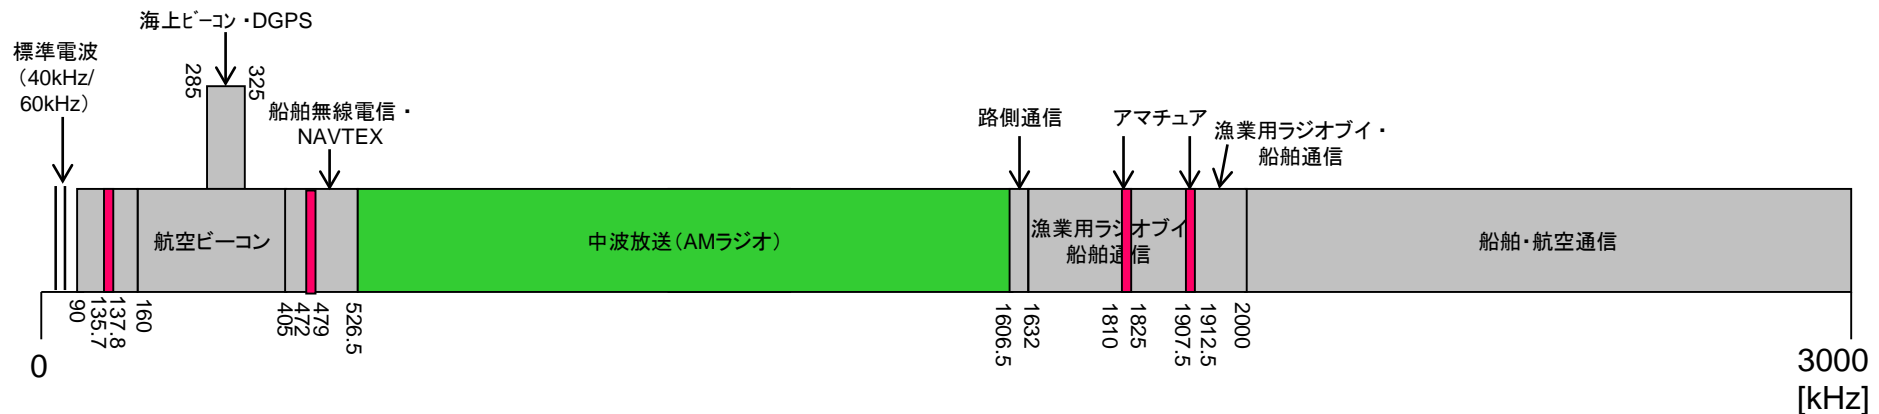 海上ﾋﾞｰｺﾝ・DGPS
標準電波
（40kHz/
60kHz）
285
325
船舶無線電信・
NAVTEX
路側通信
アマチュア
漁業用ラジオブイ・
船舶通信
航空ビーコン
中波放送（AMラジオ）
漁業用ラジオブイ
船舶通信
船舶・航空通信
90
135.7
137.8
160
405
472
479
526.5
1606.5
1632
1810
1825
1907.5
1912.5
2000
0
3000
[kHz]